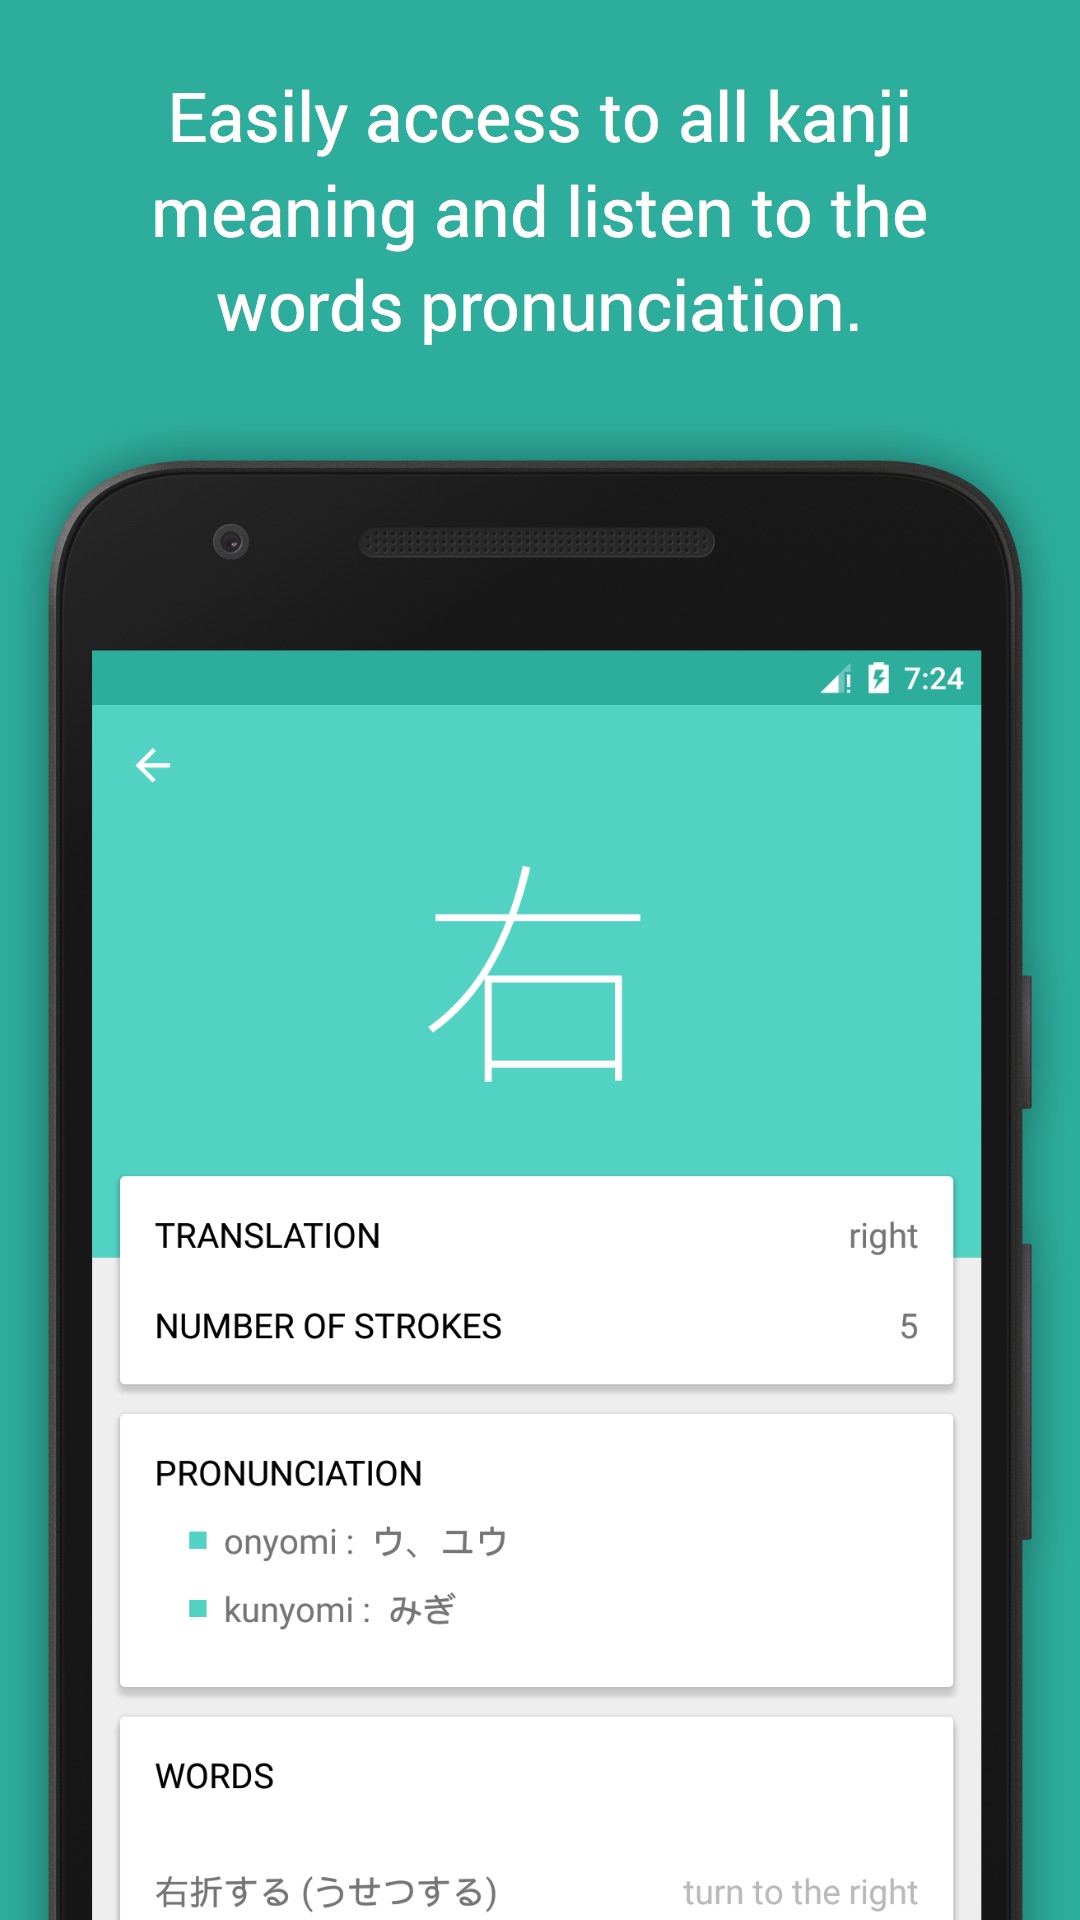 Easily access to all kanji
meaning and listen to the
words pronunciation.
7:24
右
TRANSLATION right
NUMBER OF STROKES 5
PRONUNCIATION
onyomi : ウ、ユウ
kunyomi : みぎ
WORDS
右折する (うせつする) turn to the right